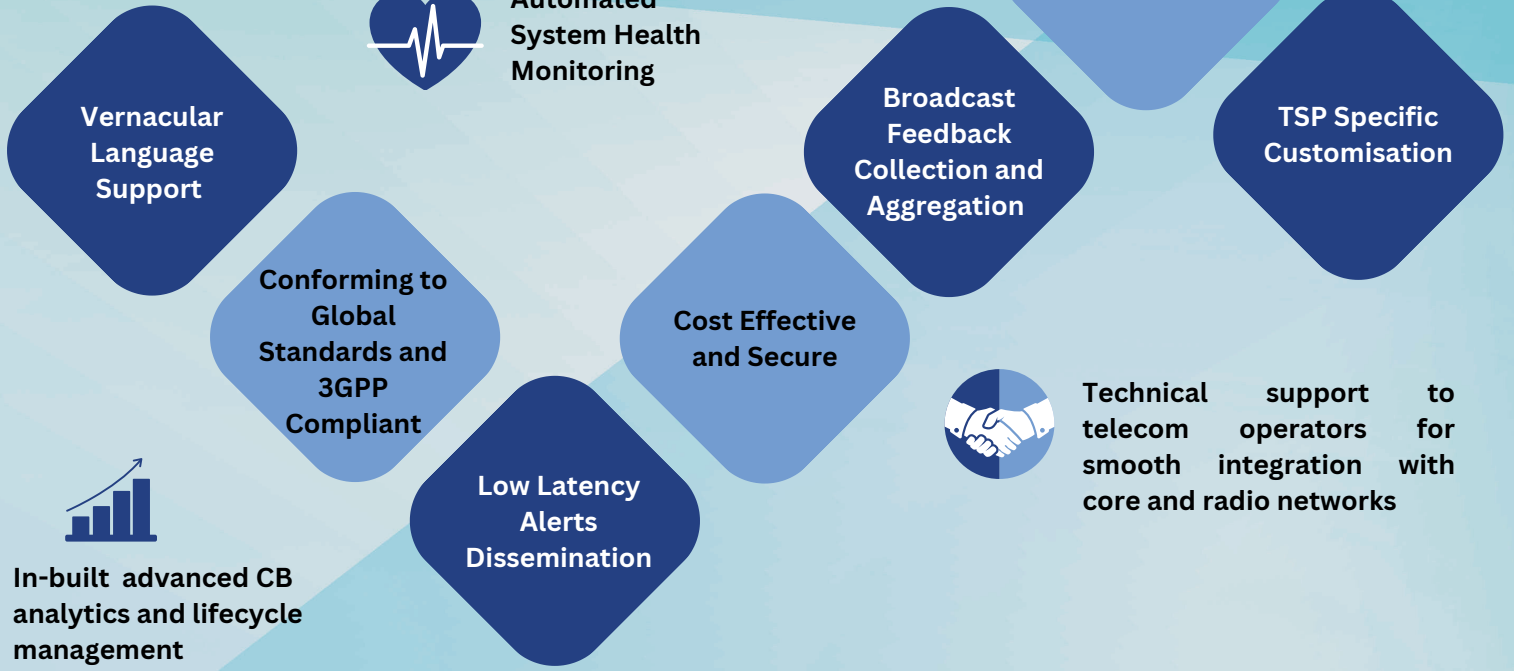 Automated
System Health
Monitoring
Vernacular
Language
Support
Broadcast
Feedback
Collection and
Aggregation
TSP Specific
Customisation
Conforming to
Global
Standards and
3GPP
Compliant
Cost Effective
and Secure
Technical support to
telecom operators for
smooth integration with
core and radio networks
Low Latency
Alerts
Dissemination
In-built advanced CB
analytics and lifecycle
management